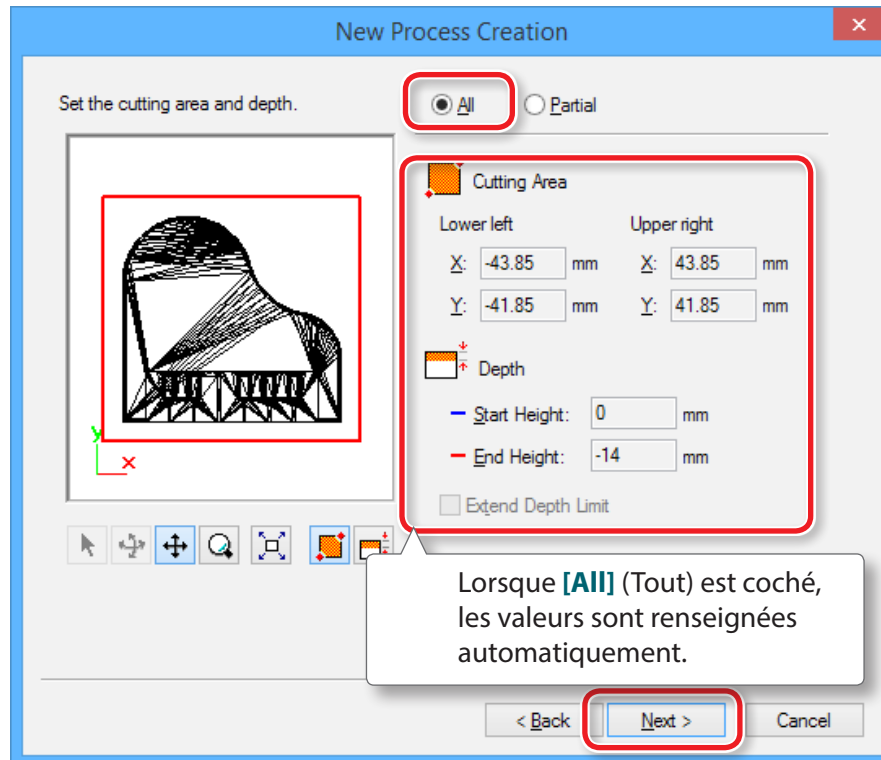 New Process Creation
Set the cutting area and depth.
All Partial
Cutting Area
Lower left Upper right
X: -43.85 mm X: 43.85 mm
Y: -41.85 mm Y: 41.85 mm
Depth
Start Height: 0 mm
End Height: -14 mm
Extend Depth Limit
y
x
Lorsque [All] (Tout) est coché,
les valeurs sont renseignées
automatiquement.
< Back Next > Cancel